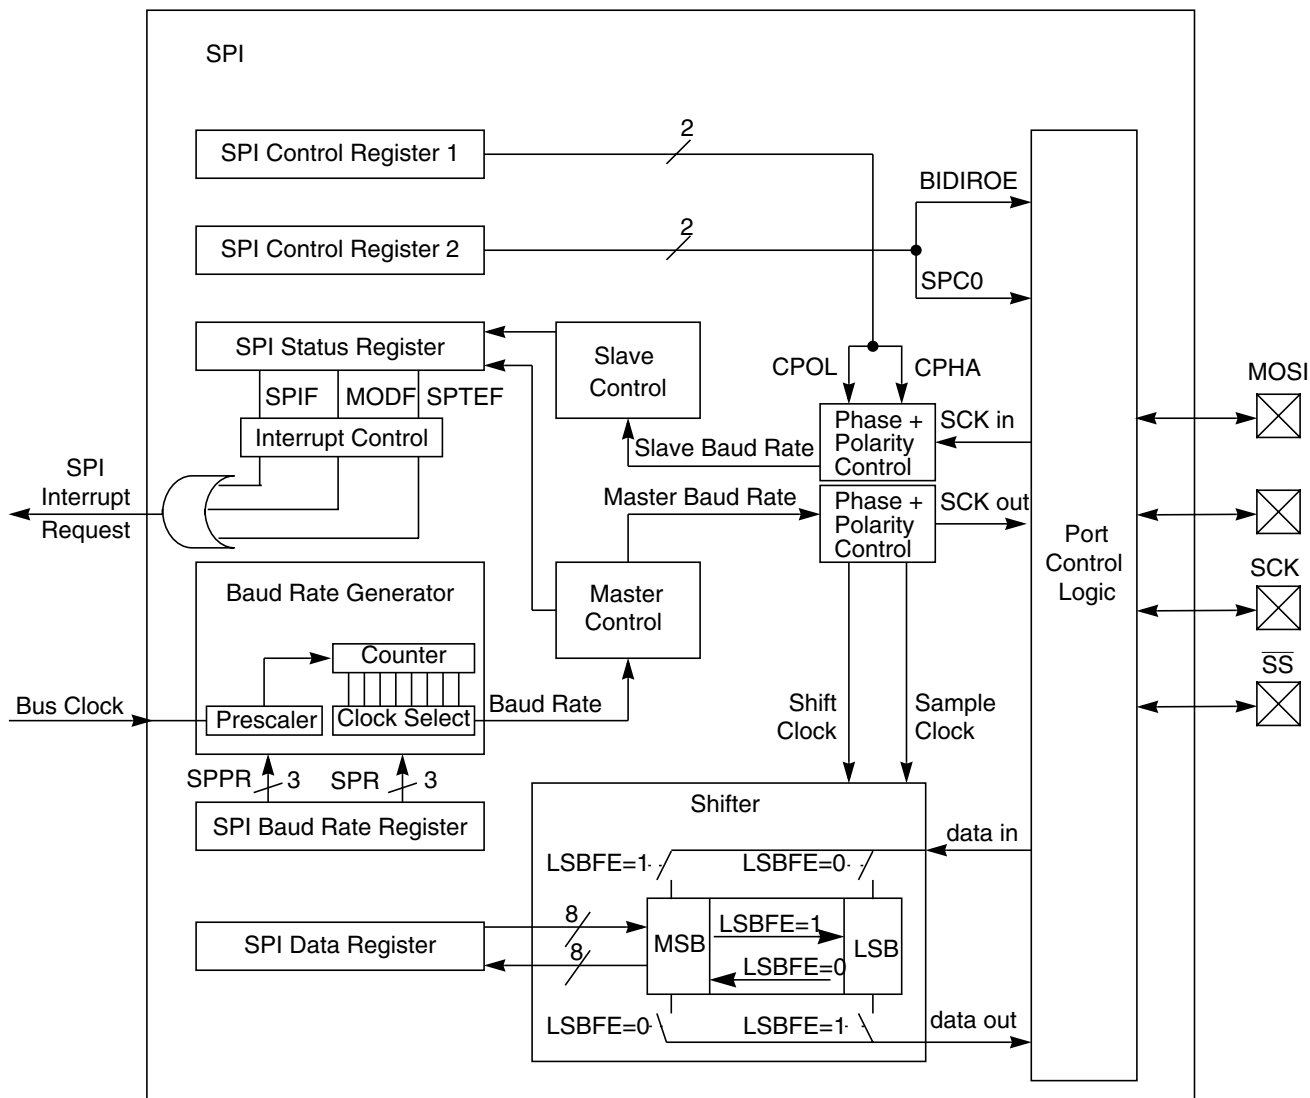 SPI
SPI Control Register 1
2
BIDIROE
SPI Control Register 2
2
SPC0
SPI Status Register
Slave
Control
CPOL
CPHA
MOSI
SPIF
MODF
SPTEF
Interrupt Control
Slave Baud Rate
Phase +
Polarity
Control
SCK in
SPI
Interrupt
Request
Master Baud Rate
Phase +
Polarity
Control
SCK out
Port
Control
Logic
SCK
SS
Baud Rate Generator
Master
Control
Counter
Bus Clock
Prescaler
Clock Select
Baud Rate
Shift
Clock
Sample
Clock
SPPR
3
SPR
3
SPI Baud Rate Register
Shifter
data in
LSBFE=1
LSBFE=0
SPI Data Register
8
8
MSB
LSBFE=1
LSBFE=0
LSB
LSBFE=0
LSBFE=1
data out